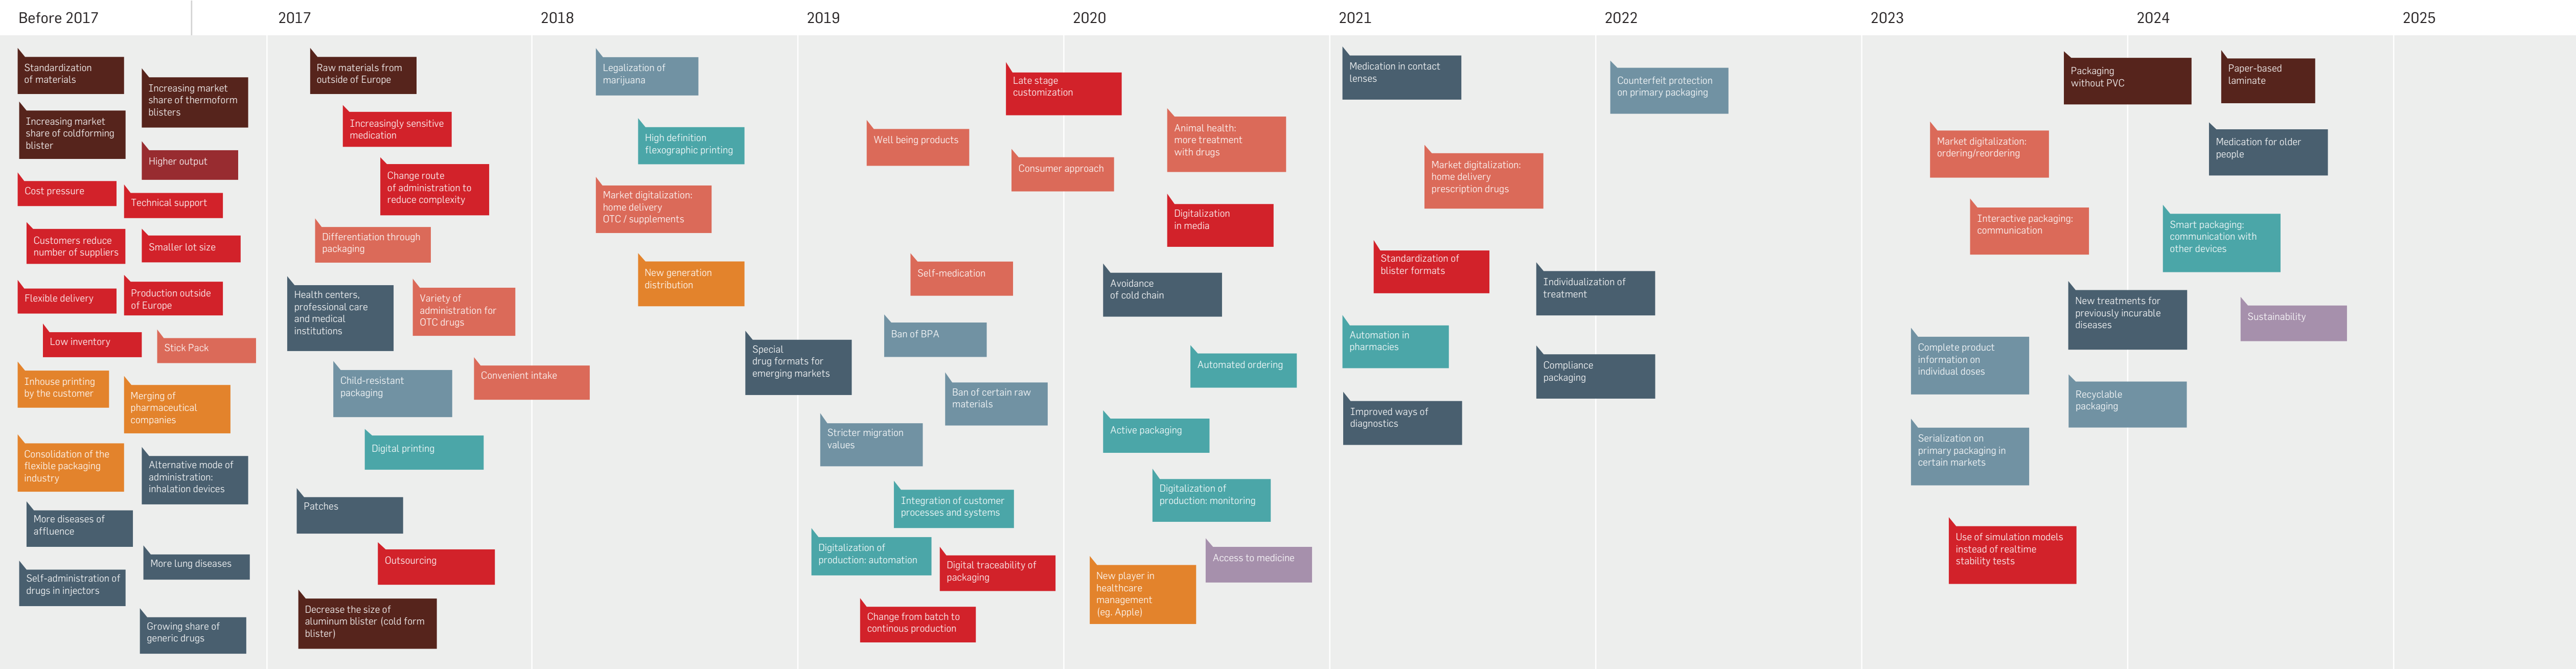 Before 2017
2017
2018
2019
2020
2021
2022
2023
2024
2025
Standardization
of materials
Increasing market
share of thermoform
blisters
Increasing market
share of coldforming
blister
Higher output
Cost pressure
Technical support
Customers reduce
number of suppliers
Smaller lot size
Flexible delivery
Production outside
of Europe
Low inventory
Stick Pack
Inhouse printing
by the customer
Merging of
pharmaceutical
companies
Consolidation of the
flexible packaging
industry
Alternative mode of
administration:
inhalation devices
More diseases of
affluence
More lung diseases
Self-administration of
drugs in injectors
Growing share of
generic drugs
Raw materials from
outside of Europe
Increasingly sensitive
medication
Change route
of administration to
reduce complexity
Differentiation through
packaging
Health centers,
professional care
and medical
institutions
Variety of
administration for
OTC drugs
Child-resistant
packaging
Convenient intake
Digital printing
Patches
Outsourcing
Decrease the size of
aluminum blister (cold form
blister)
Legalization of
marijuana
High definition
flexographic printing
Market digitalization:
home delivery
OTC / supplements
New generation
distribution
Special
drug formats for
emerging markets
Late stage
customization
Well being products
Consumer approach
Self-medication
Ban of BPA
Ban of certain raw
materials
Stricter migration
values
Integration of customer
processes and systems
Digitalization of
production: automation
Digital traceability of
packaging
Change from batch to
continous production
Animal health:
more treatment
with drugs
Digitalization
in media
Avoidance
of cold chain
Automated ordering
Active packaging
Digitalization of
production: monitoring
Access to medicine
New player in
healthcare
management
(eg. Apple)
Medication in contact
lenses
Market digitalization:
home delivery
prescription drugs
Standardization of
blister formats
Individualization of
treatment
Automation in
pharmacies
Compliance
packaging
Improved ways of
diagnostics
Counterfeit protection
on primary packaging
Packaging
without PVC
Market digitalization:
ordering/reordering
Interactive packaging:
communication
New treatments for
previously incurable
diseases
Complete product
information on
individual doses
Recyclable
packaging
Serialization on
primary packaging in
certain markets
Use of simulation models
instead of realtime
stability tests
Paper-based
laminate
Medication for older
people
Smart packaging:
communication with
other devices
Sustainability